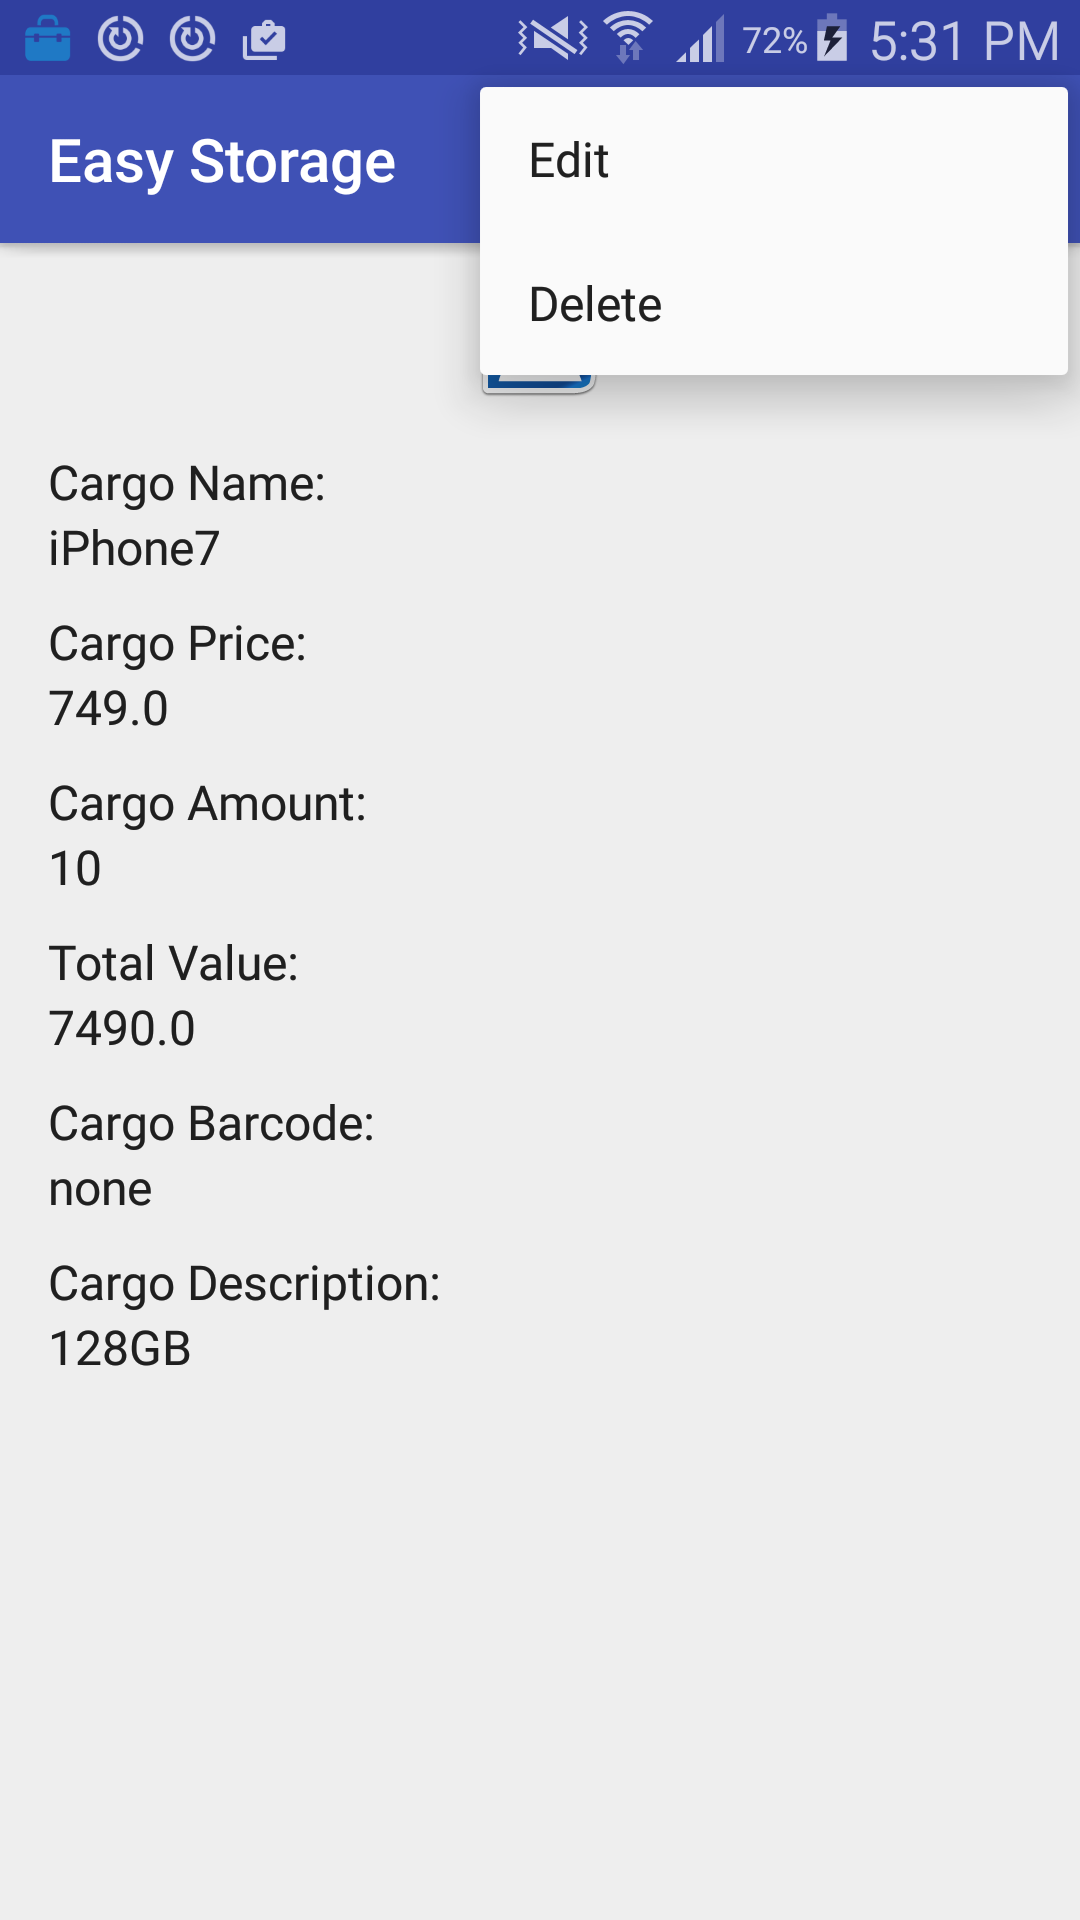 72% 5:31 PM
Easy Storage
Edit
Delete
Cargo Name:
iPhone7
Cargo Price:
749.0
Cargo Amount:
10
Total Value:
7490.0
Cargo Barcode:
none
Cargo Description:
128GB